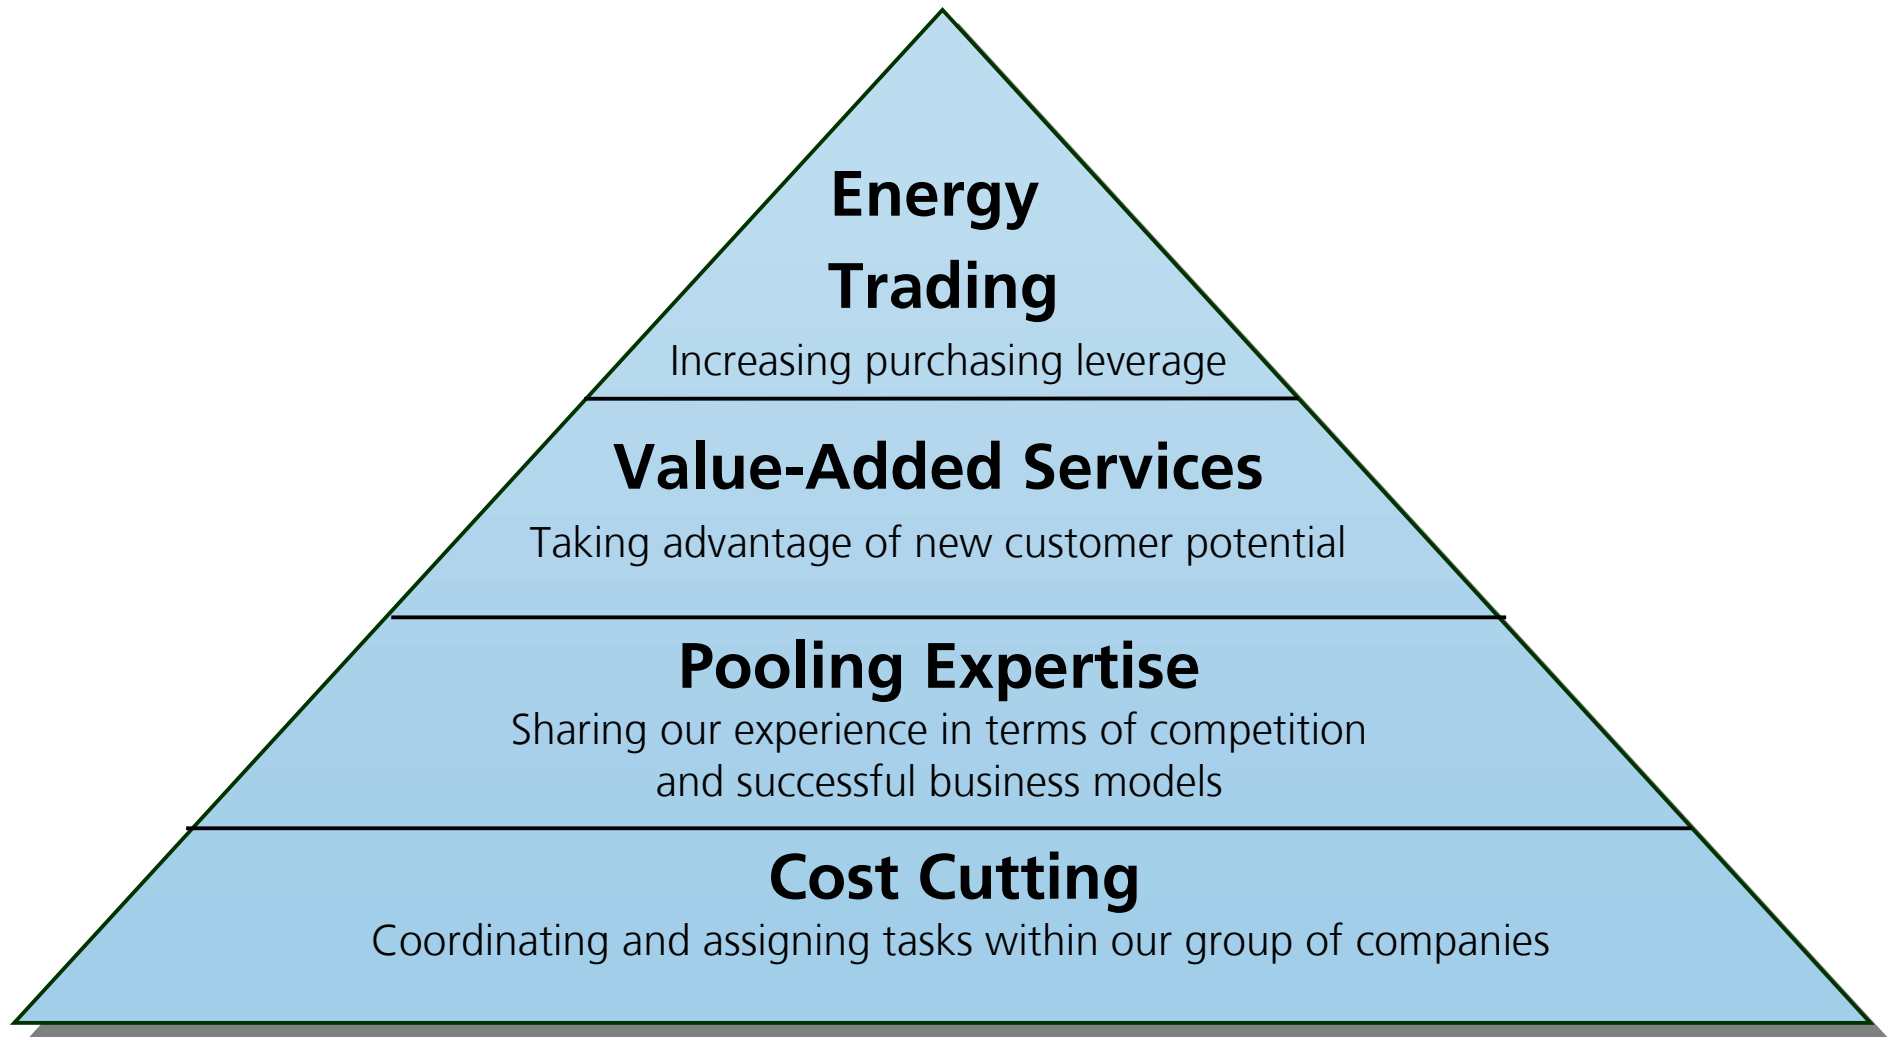 Energy
Trading
Increasing purchasing leverage
Value-Added Services
Taking advantage of new customer potential
Pooling Expertise
Sharing our experience in terms of competition
and successful business models
Cost Cutting
Coordinating and assigning tasks within our group of companies